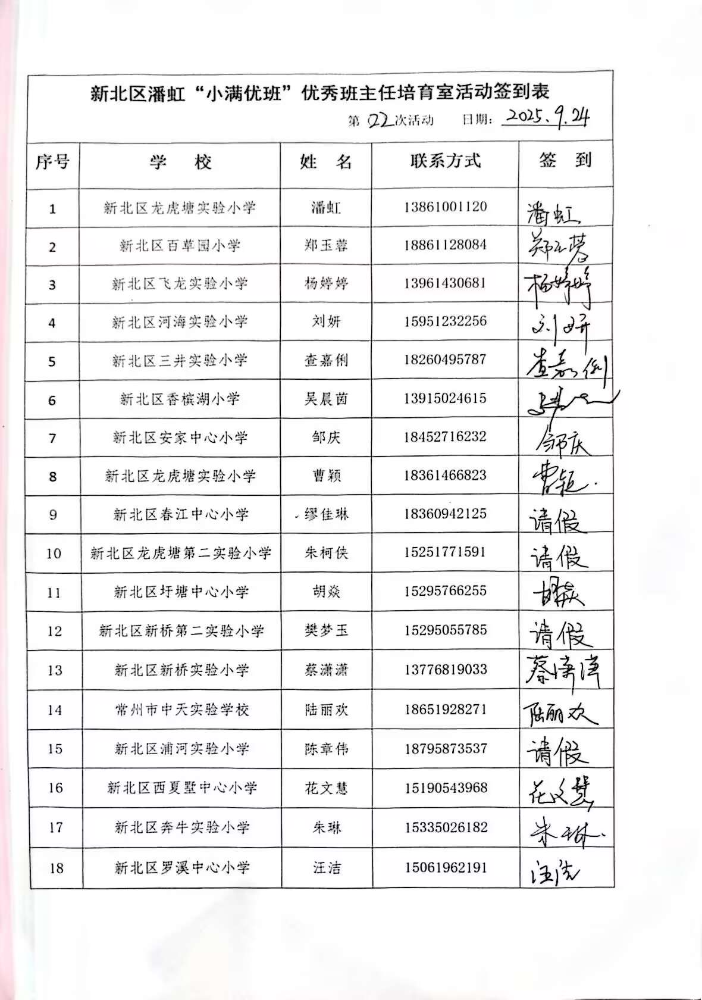 新北区潘虹“小满优班”优秀班主任培育室活动签到表
第 022 次活动 日期: 2025.9.24
序号 学 校 姓 名 联系方式 签 到
1 新北区龙虎塘实验小学 潘虹 13861001120 潘虹
2 新北区百草园小学 郑玉蓉 18861128084 郑玉蓉
3 新北区飞龙实验小学 杨婷婷 13961430681 杨婷婷
4 新北区河海实验小学 刘妍 15951232256 刘妍
5 新北区三井实验小学 查嘉俐 18260495787 查嘉俐
6 新北区香槟湖小学 吴晨茵 13915024615
7 新北区安家中心小学 邹庆 18452716232 邹庆
8 新北区龙虎塘实验小学 曹颖 18361466823 曹颖
9 新北区春江中心小学 缪佳琳 18360942125 请假
10 新北区龙虎塘第二实验小学 朱柯侠 15251771591 请假
11 新北区圩塘中心小学 胡焱 15295766255 胡焱
12 新北区新桥第二实验小学 樊梦玉 15295055785 请假
13 新北区新桥实验小学 蔡潇潇 13776819033 蔡潇潇
14 常州市中天实验学校 陆丽欢 18651928271 陆丽欢
15 新北区浦河实验小学 陈章伟 18795873537 请假
16 新北区西夏墅中心小学 花文慧 15190543968 花文慧
17 新北区奔牛实验小学 朱琳 15335026182 朱琳
18 新北区罗溪中心小学 汪洁 15061962191 汪洁